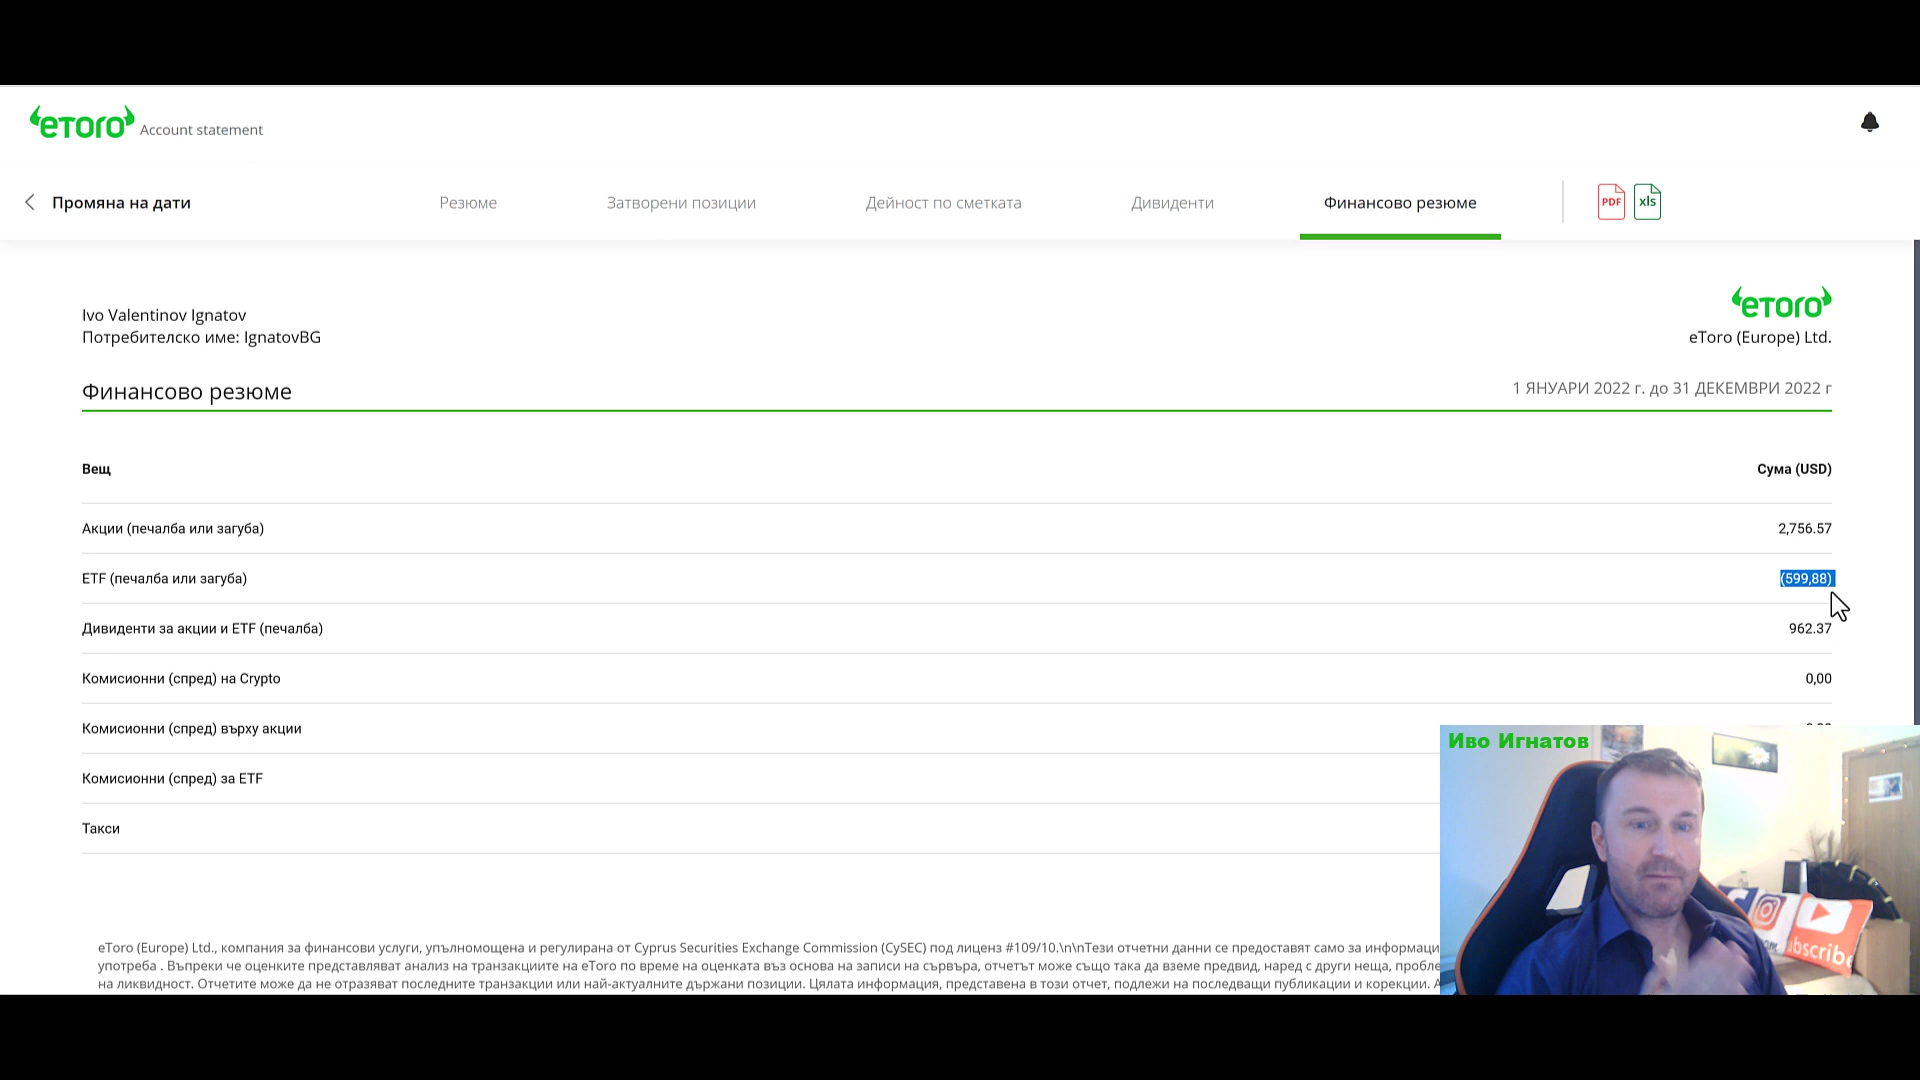 eToro Account statement
Промяна на дати
Резюме
Затворени позиции
Дейност по сметката
Дивиденти
Финансово резюме
PDF
xls
Ivo Valentinov Ignatov
Потребителско име: IgnatovBG
eToro
eToro (Europe) Ltd.
Финансово резюме
1 ЯНУАРИ 2022 г. до 31 ДЕКЕМВРИ 2022 г
Вещ
Сума (USD)
Акции (печалба или загуба)
2,756.57
ETF (печалба или загуба)
(599,88)
Дивиденти за акции и ETF (печалба)
962.37
Комисионни (спред) на Crypto
0,00
Комисионни (спред) върху акции
Комисионни (спред) за ETF
Такси
Иво Игнатов
eToro (Europe) Ltd., компания за финансови услуги, упълномощена и регулирана от Cyprus Securities Exchange Commission (CySEC) под лиценз #109/10.\n\nТези отчетни данни се предоставят само за информаци
употреба . Въпреки че оценките представляват анализ на транзакциите на eToro по време на оценката въз основа на записи на сървъра, отчетът може също така да вземе предвид, наред с други неща, пробле
на ликвидност. Отчетите може да не отразяват последните транзакции или най-актуалните държани позиции. Цялата информация, представена в този отчет, подлежи на последващи публикации и корекции. А